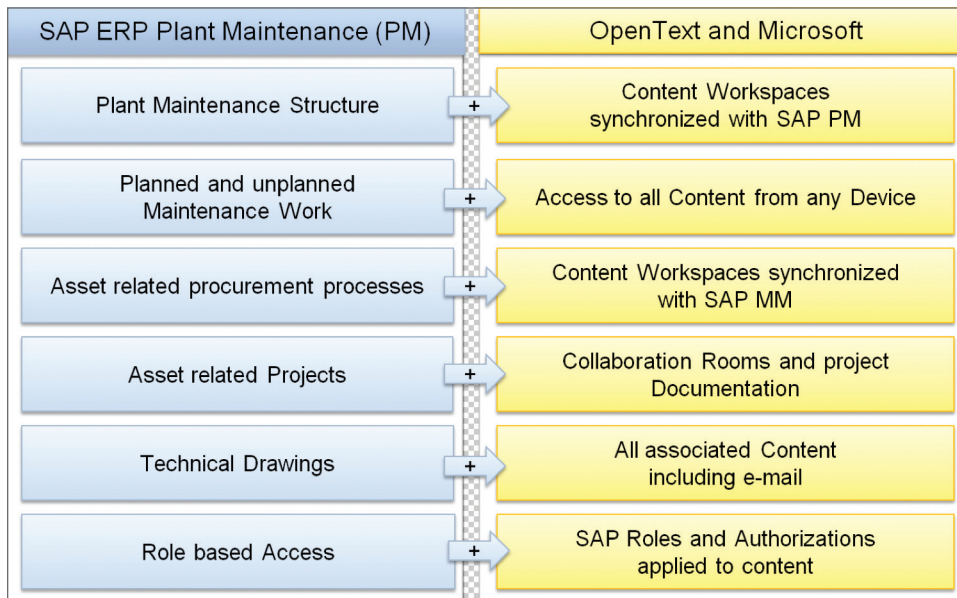 SAP ERP Plant Maintenance (PM)
OpenText and Microsoft
Plant Maintenance Structure
+
Content Workspaces
synchronized with SAP PM
Planned and unplanned
Maintenance Work
+
Access to all Content from any Device
Asset related procurement processes
+
Content Workspaces synchronized
with SAP MM
Asset related Projects
+
Collaboration Rooms and project
Documentation
Technical Drawings
+
All associated Content
including e-mail
Role based Access
+
SAP Roles and Authorizations
applied to content